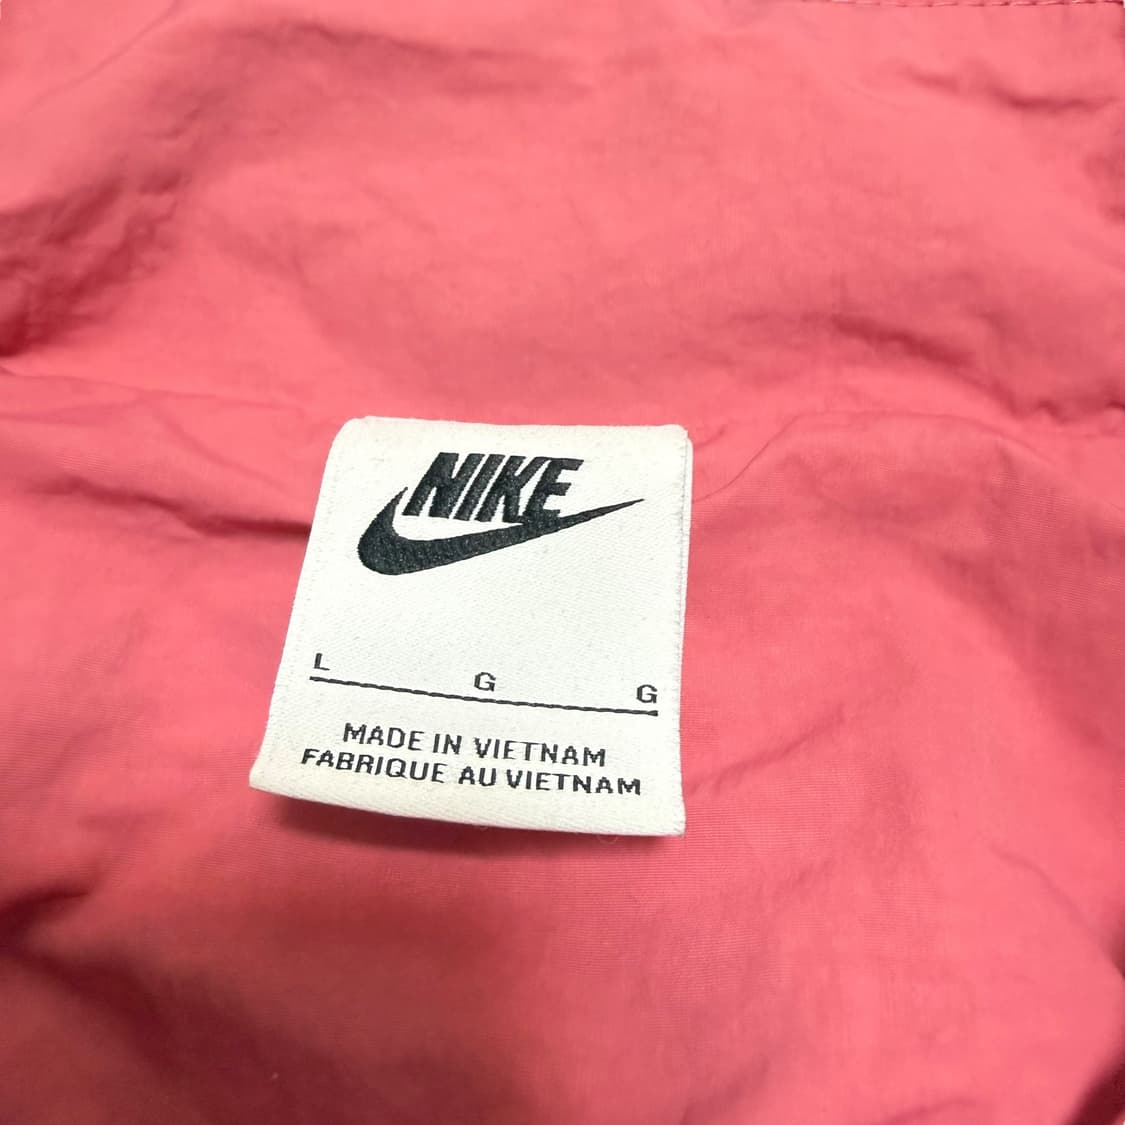 NIKE
L G G
MADE IN VIETNAM
FABRIQUE AU VIETNAM